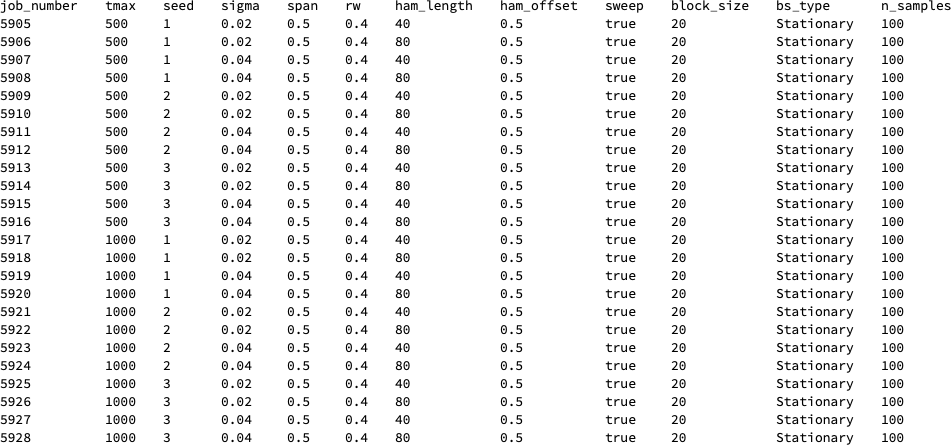 job_number tmax seed sigma span rw ham_length ham_offset sweep block_size bs_type n_samples
5905 500 1 0.02 0.5 0.4 40 0.5 true 20 Stationary 100
5906 500 1 0.02 0.5 0.4 80 0.5 true 20 Stationary 100
5907 500 1 0.04 0.5 0.4 40 0.5 true 20 Stationary 100
5908 500 1 0.04 0.5 0.4 80 0.5 true 20 Stationary 100
5909 500 2 0.02 0.5 0.4 40 0.5 true 20 Stationary 100
5910 500 2 0.02 0.5 0.4 80 0.5 true 20 Stationary 100
5911 500 2 0.04 0.5 0.4 40 0.5 true 20 Stationary 100
5912 500 2 0.04 0.5 0.4 80 0.5 true 20 Stationary 100
5913 500 3 0.02 0.5 0.4 40 0.5 true 20 Stationary 100
5914 500 3 0.02 0.5 0.4 80 0.5 true 20 Stationary 100
5915 500 3 0.04 0.5 0.4 40 0.5 true 20 Stationary 100
5916 500 3 0.04 0.5 0.4 80 0.5 true 20 Stationary 100
5917 1000 1 0.02 0.5 0.4 40 0.5 true 20 Stationary 100
5918 1000 1 0.02 0.5 0.4 80 0.5 true 20 Stationary 100
5919 1000 1 0.04 0.5 0.4 40 0.5 true 20 Stationary 100
5920 1000 1 0.04 0.5 0.4 80 0.5 true 20 Stationary 100
5921 1000 2 0.02 0.5 0.4 40 0.5 true 20 Stationary 100
5922 1000 2 0.02 0.5 0.4 80 0.5 true 20 Stationary 100
5923 1000 2 0.04 0.5 0.4 40 0.5 true 20 Stationary 100
5924 1000 2 0.04 0.5 0.4 80 0.5 true 20 Stationary 100
5925 1000 3 0.02 0.5 0.4 40 0.5 true 20 Stationary 100
5926 1000 3 0.02 0.5 0.4 80 0.5 true 20 Stationary 100
5927 1000 3 0.04 0.5 0.4 40 0.5 true 20 Stationary 100
5928 1000 3 0.04 0.5 0.4 80 0.5 true 20 Stationary 100